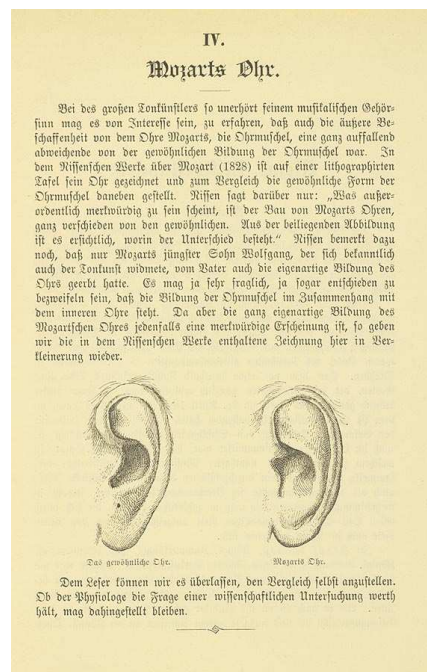 IV.
Mozarts Ohr.
Bei des großen Tonkünstlers so unerhört feinem musikalischen Gehör-
sinn mag es von Interesse sein, zu erfahren, daß auch die äußere Be-
schaffenheit von dem Ohre Mozarts, die Ohrmuschel, eine ganz auffallend
abweichende von der gewöhnlichen Bildung der Ohrmuschel war. In
dem Nissenschen Werke über Mozart (1828) ist auf einer lithographirten
Tafel sein Ohr gezeichnet und zum Vergleich die gewöhnliche Form der
Ohrmuschel daneben gestellt. Nissen sagt darüber nur: „Was außer-
ordentlich merkwürdig zu sein scheint, ist der Bau von Mozarts Ohren,
ganz verschieden von den gewöhnlichen. Aus der beiliegenden Abbildung
ist es ersichtlich, worin der Unterschied besteht.“ Nissen bemerkt dazu
noch, daß nur Mozarts jüngster Sohn Wolfgang, der sich bekanntlich
auch der Tonkunst widmete, vom Vater auch die eigenartige Bildung des
Ohrs geerbt hatte. Es mag ja sehr fraglich, ja sogar entschieden zu
bezweifeln sein, daß die Bildung der Ohrmuschel im Zusammenhang mit
dem inneren Ohre steht. Da aber die ganz eigenartige Bildung des
Mozartschen Ohres jedenfalls eine merkwürdige Erscheinung ist, so geben
wir die in dem Nissenschen Werke enthaltene Zeichnung hier in Ver-
kleinerung wieder.
Das gewöhnliche Ohr.
Mozarts Ohr.
Dem Leser können wir es überlassen, den Vergleich selbst anzustellen.
Ob der Physiologe die Frage einer wissenschaftlichen Untersuchung werth
hält, mag dahingestellt bleiben.